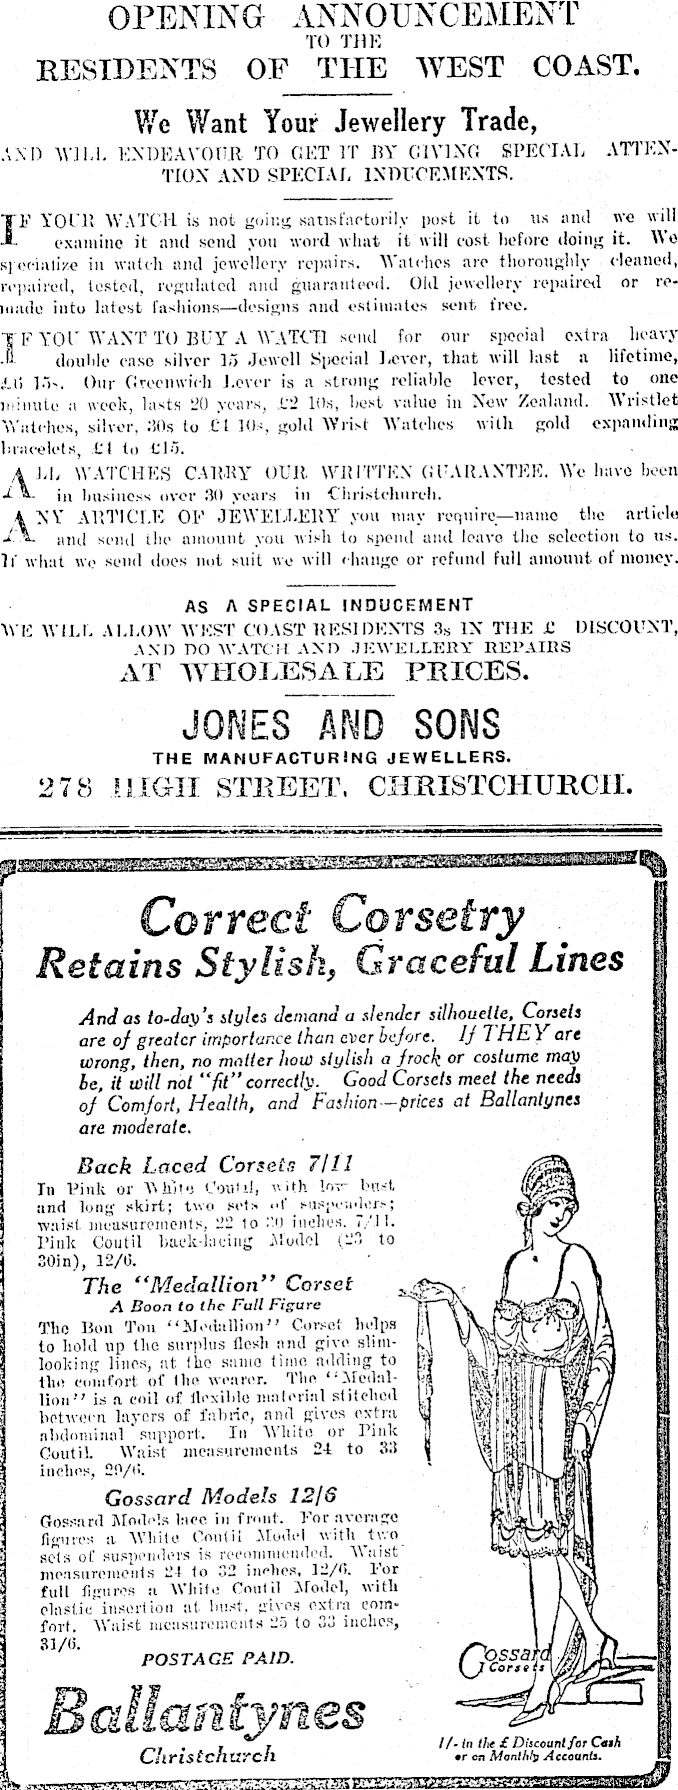 OPENING ANNOUNCEMENT
TO THE
RESIDENTS OF THE WEST COAST.
We Want Your Jewellery Trade,
AND WILL ENDEAVOUR TO GET IT BY GIVING SPECIAL ATTEN-
TION AND SPECIAL INDUCEMENTS.
IF YOUR WATCH is not going satisfactorily post it to us and we will
examine it and send you word what it will cost before doing it. We
specialize in watch and jewellery repairs. Watches are thoroughly cleaned,
repaired, tested, regulated and guaranteed. Old jewellery repaired or re-
made into latest fashions—designs and estimates sent free.
IF YOU WANT TO BUY A WATCH send for our special extra heavy
double case silver 15 Jewell Special Lever, that will last a lifetime,
£6 15s. Our Greenwich Lever is a strong reliable lever, tested to one
minute a week, lasts 20 years, £2 10s, best value in New Zealand. Wristlet
Watches, silver, 30s to £4 10s, gold Wrist Watches with gold expanding
bracelets, £4 to £15.
ALL WATCHES CARRY OUR WRITTEN GUARANTEE. We have been
in business over 30 years in Christchurch.
ANY ARTICLE OF JEWELLERY you may require—name the article
and send the amount you wish to spend and leave the selection to us.
If what we send does not suit we will change or refund full amount of money.
AS A SPECIAL INDUCEMENT
WE WILL ALLOW WEST COAST RESIDENTS 3s IN THE £ DISCOUNT,
AND DO WATCH AND JEWELLERY REPAIRS
AT WHOLESALE PRICES.
JONES AND SONS
THE MANUFACTURING JEWELLERS.
278 HIGH STREET, CHRISTCHURCH.
Correct Corsetry
Retains Stylish, Graceful Lines
And as to-day's styles demand a slender silhouette, Corsets
are of greater importance than ever before. If THEY are
wrong, then, no matter how stylish a frock or costume may
be, it will not "fit" correctly. Good Corsets meet the needs
of Comfort, Health, and Fashion—prices at Ballantynes
are moderate.
Back Laced Corsets 7/11
In Pink or White Coutil, with low bust
and long skirt; two sets of suspenders;
waist measurements, 22 to 30 inches. 7/11.
Pink Coutil back-lacing Model (23 to
30in), 12/6.
The "Medallion" Corset
A Boon to the Full Figure
The Bon Ton "Medallion" Corset helps
to hold up the surplus flesh and give slim-
looking lines, at the same time adding to
the comfort of the wearer. The "Medal-
lion" is a coil of flexible material stitched
between layers of fabric, and gives extra
abdominal support. In White or Pink
Coutil. Waist measurements 24 to 33
inches, 29/6.
Gossard Models 12/6
Gossard Models lace in front. For average
figures a White Coutil Model with two
sets of suspenders is recommended. Waist
measurements 24 to 32 inches, 12/6. For
full figures a White Coutil Model, with
elastic insertion at bust, gives extra com-
fort. Waist measurements 25 to 33 inches,
31/6.
POSTAGE PAID.
Gossard
Corsets
Ballantynes
Christchurch
1/- in the £ Discount for Cash
or on Monthly Accounts.